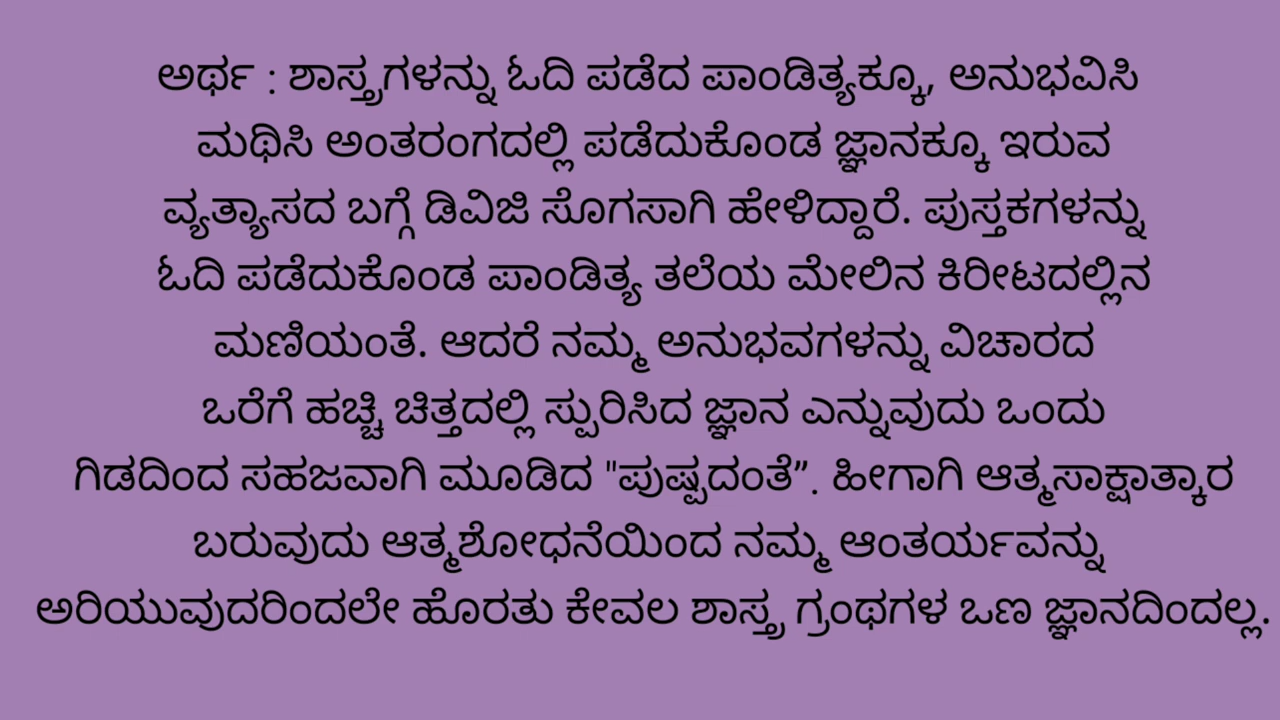 ಅರ್ಥ : ಶಾಸ್ತ್ರಗಳನ್ನು ಓದಿ ಪಡೆದ ಪಾಂಡಿತ್ಯಕ್ಕೂ, ಅನುಭವಿಸಿ
ಮಥಿಸಿ ಅಂತರಂಗದಲ್ಲಿ ಪಡೆದುಕೊಂಡ ಜ್ಞಾನಕ್ಕೂ ಇರುವ
ವ್ಯತ್ಯಾಸದ ಬಗ್ಗೆ ಡಿವಿಜಿ ಸೊಗಸಾಗಿ ಹೇಳಿದ್ದಾರೆ. ಪುಸ್ತಕಗಳನ್ನು
ಓದಿ ಪಡೆದುಕೊಂಡ ಪಾಂಡಿತ್ಯ ತಲೆಯ ಮೇಲಿನ ಕಿರೀಟದಲ್ಲಿನ
ಮಣಿಯಂತೆ. ಆದರೆ ನಮ್ಮ ಅನುಭವಗಳನ್ನು ವಿಚಾರದ
ಒರೆಗೆ ಹಚ್ಚಿ ಚಿತ್ತದಲ್ಲಿ ಸ್ಪುರಿಸಿದ ಜ್ಞಾನ ಎನ್ನುವುದು ಒಂದು
ಗಿಡದಿಂದ ಸಹಜವಾಗಿ ಮೂಡಿದ "ಪುಷ್ಪದಂತೆ”. ಹೀಗಾಗಿ ಆತ್ಮಸಾಕ್ಷಾತ್ಕಾರ
ಬರುವುದು ಆತ್ಮಶೋಧನೆಯಿಂದ ನಮ್ಮ ಆಂತರ್ಯವನ್ನು
ಅರಿಯುವುದರಿಂದಲೇ ಹೊರತು ಕೇವಲ ಶಾಸ್ತ್ರ ಗ್ರಂಥಗಳ ಒಣ ಜ್ಞಾನದಿಂದಲ್ಲ.